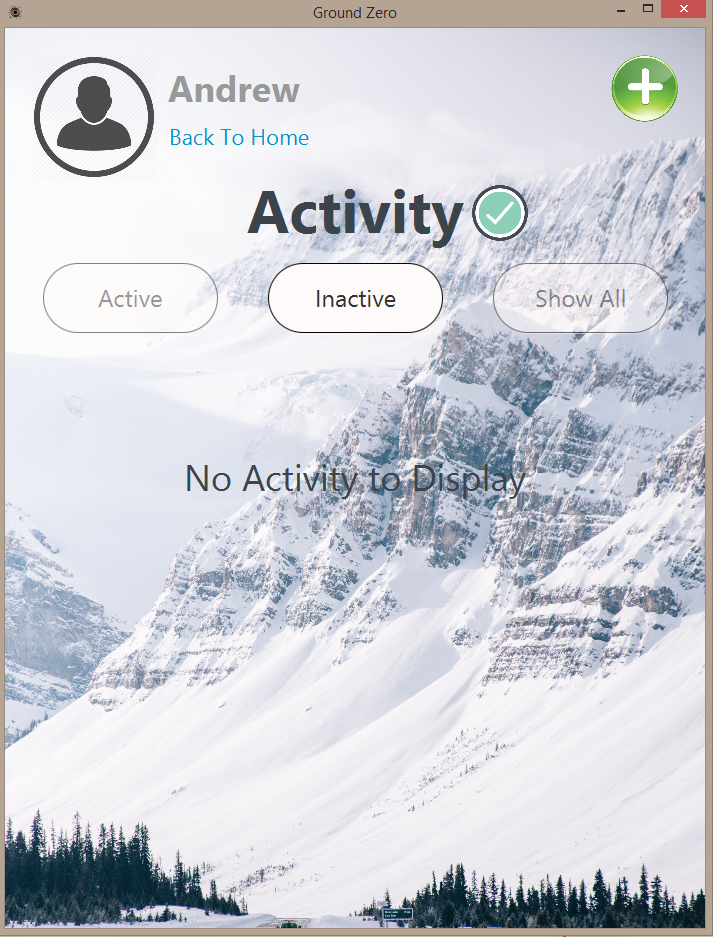 Ground Zero
Andrew
Back To Home
Activity
Active
Inactive
Show All
No Activity to Display